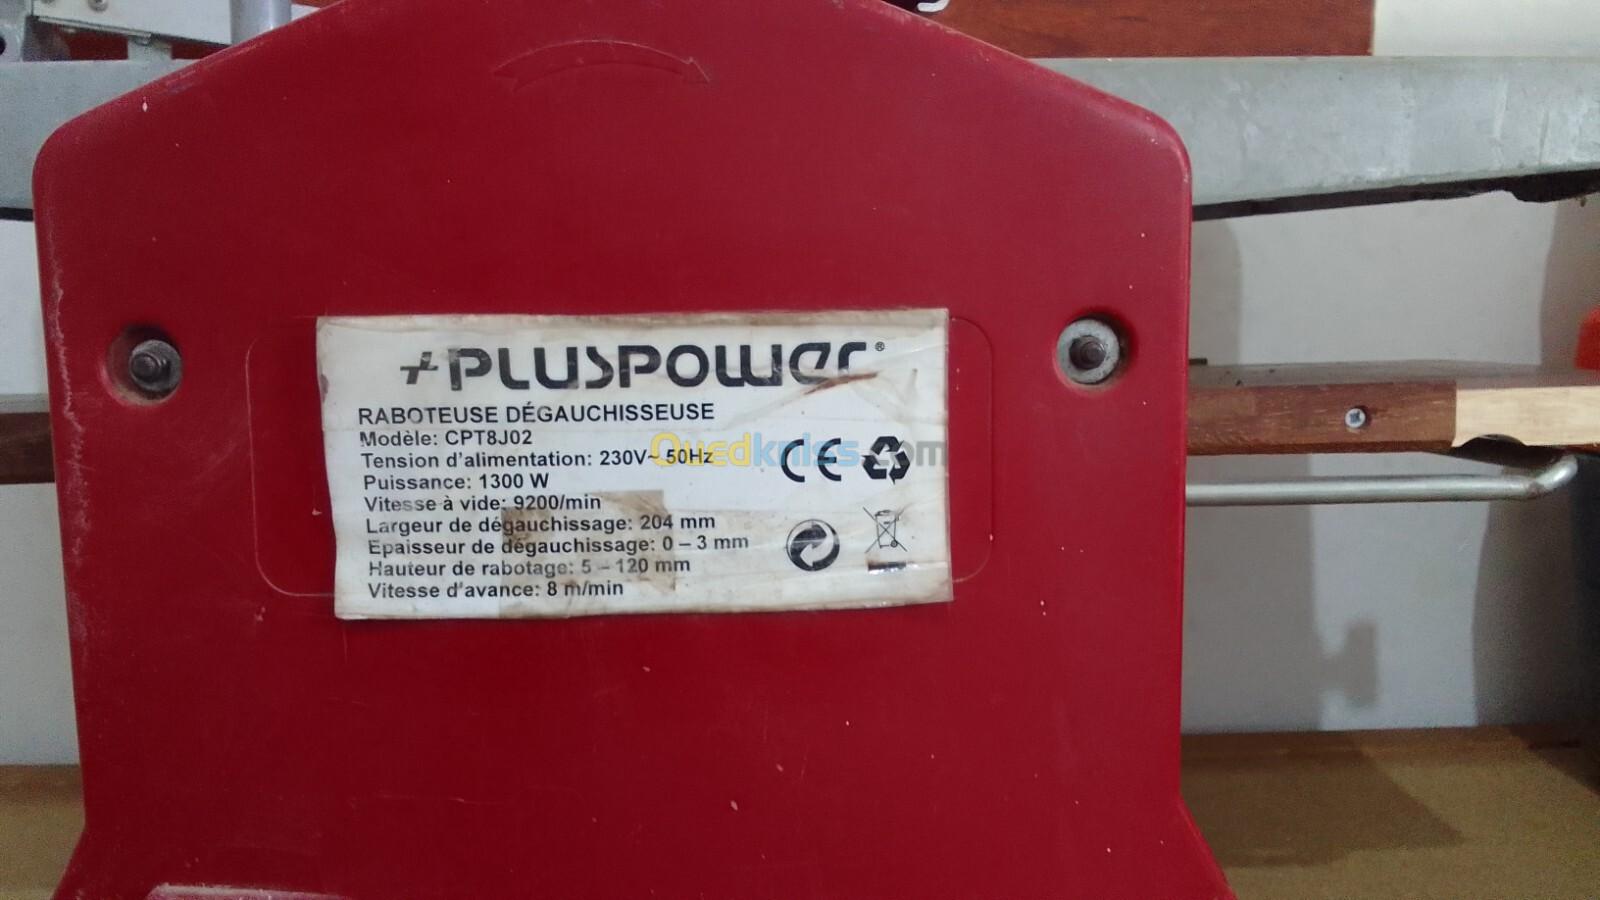 +PLUSPOWER®
RABOTEUSE DÉGAUCHISSEUSE
Modèle: CPT8J02
Tension d'alimentation: 230V~ 50Hz
Puissance: 1300 W
Vitesse à vide: 9200/min
Largeur de dégauchissage: 204 mm
Epaisseur de dégauchissage: 0 – 3 mm
Hauteur de rabotage: 5 – 120 mm
Vitesse d'avance: 8 m/min
CE
Ouedkniss.com